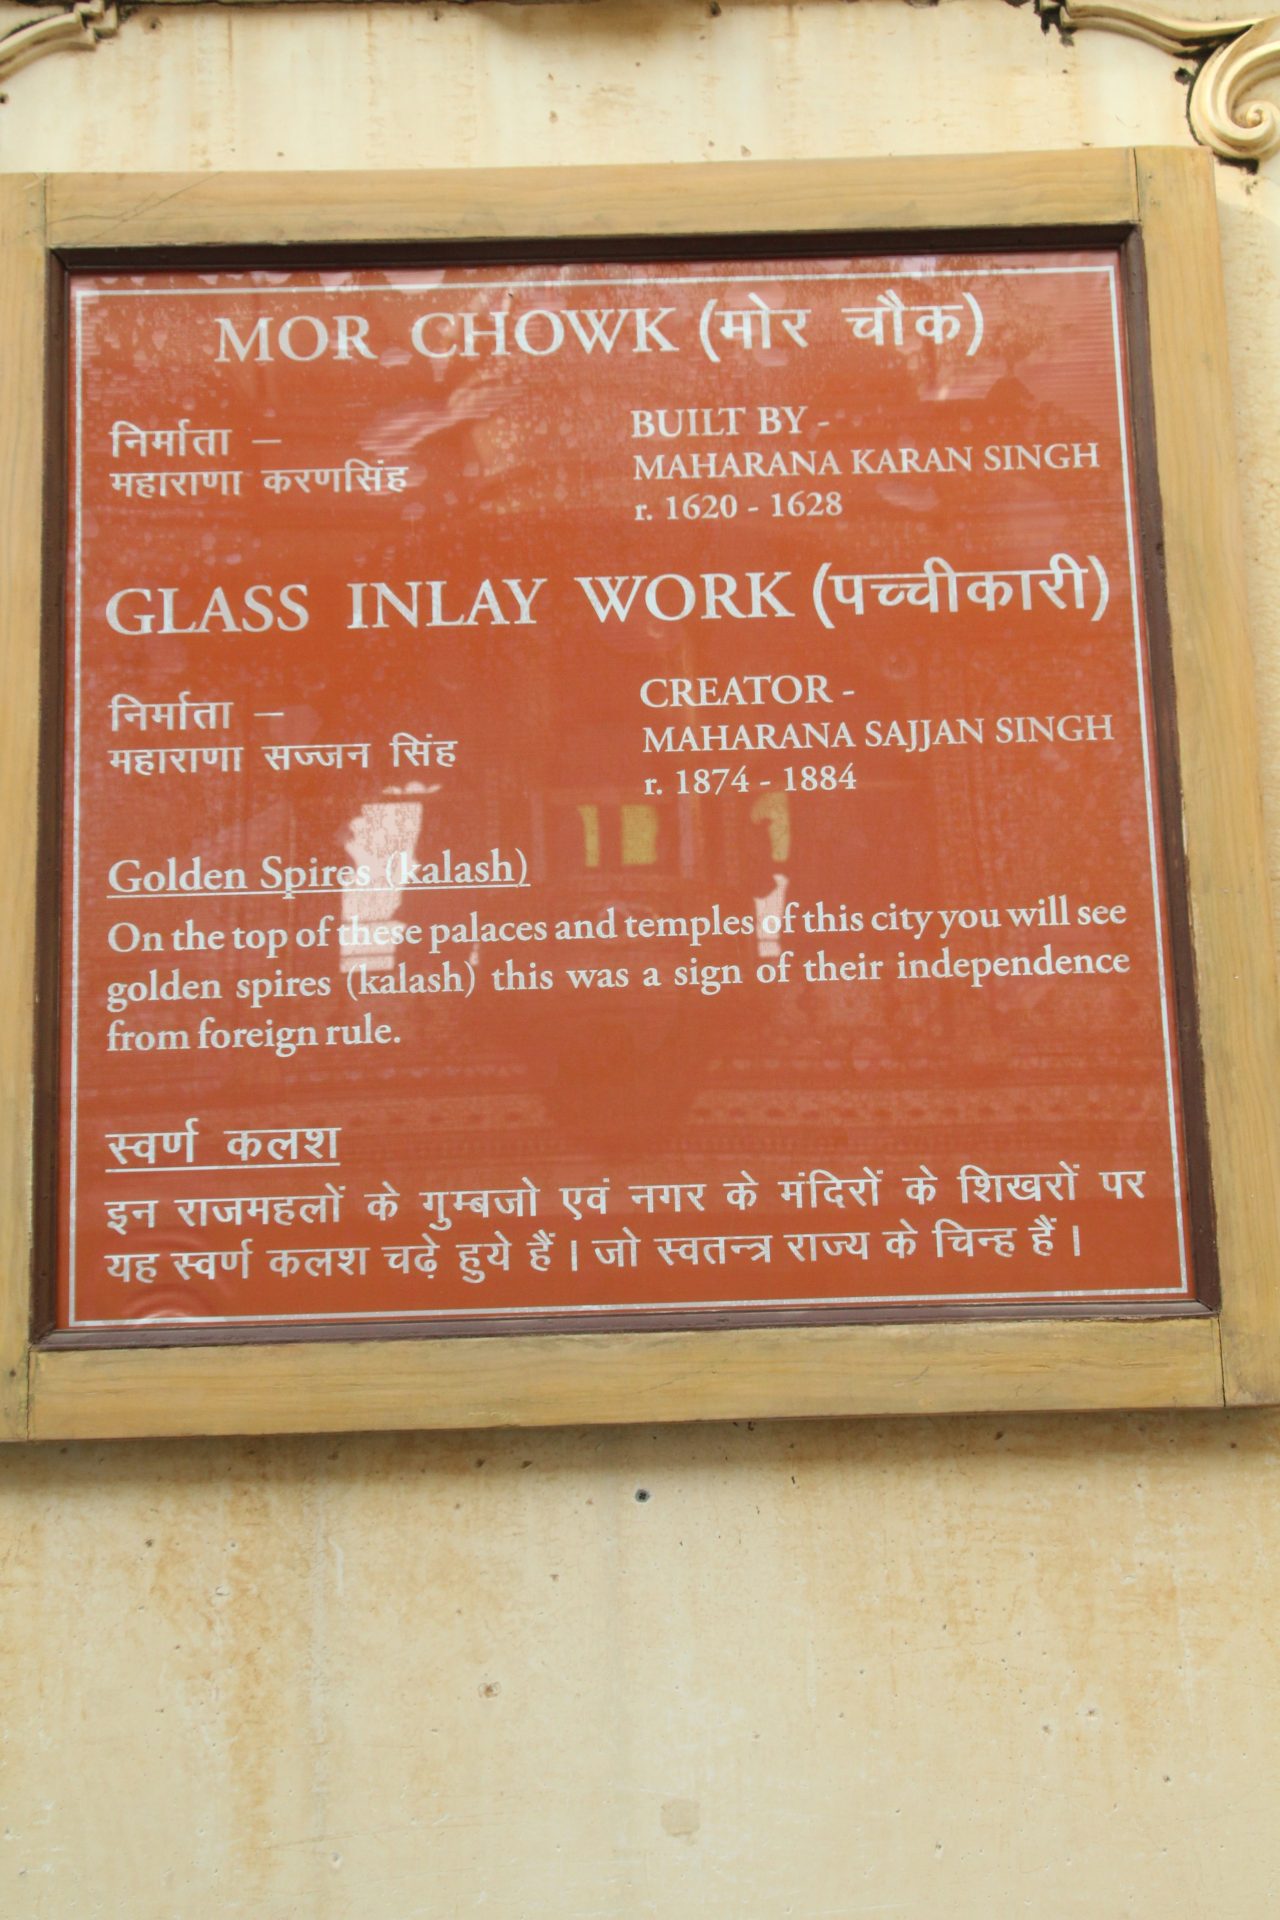 MOR CHOWK (मोर चौक)
निर्माता –
महाराणा करणसिंह
BUILT BY -
MAHARANA KARAN SINGH
r. 1620 - 1628
GLASS INLAY WORK (पच्चीकारी)
निर्माता –
महाराणा सज्जन सिंह
CREATOR -
MAHARANA SAJJAN SINGH
r. 1874 - 1884
Golden Spires (kalash)
On the top of these palaces and temples of this city you will see
golden spires (kalash) this was a sign of their independence
from foreign rule.
स्वर्ण कलश
इन राजमहलों के गुम्बजो एवं नगर के मंदिरों के शिखरों पर
यह स्वर्ण कलश चढ़े हुये हैं। जो स्वतन्त्र राज्य के चिन्ह हैं।